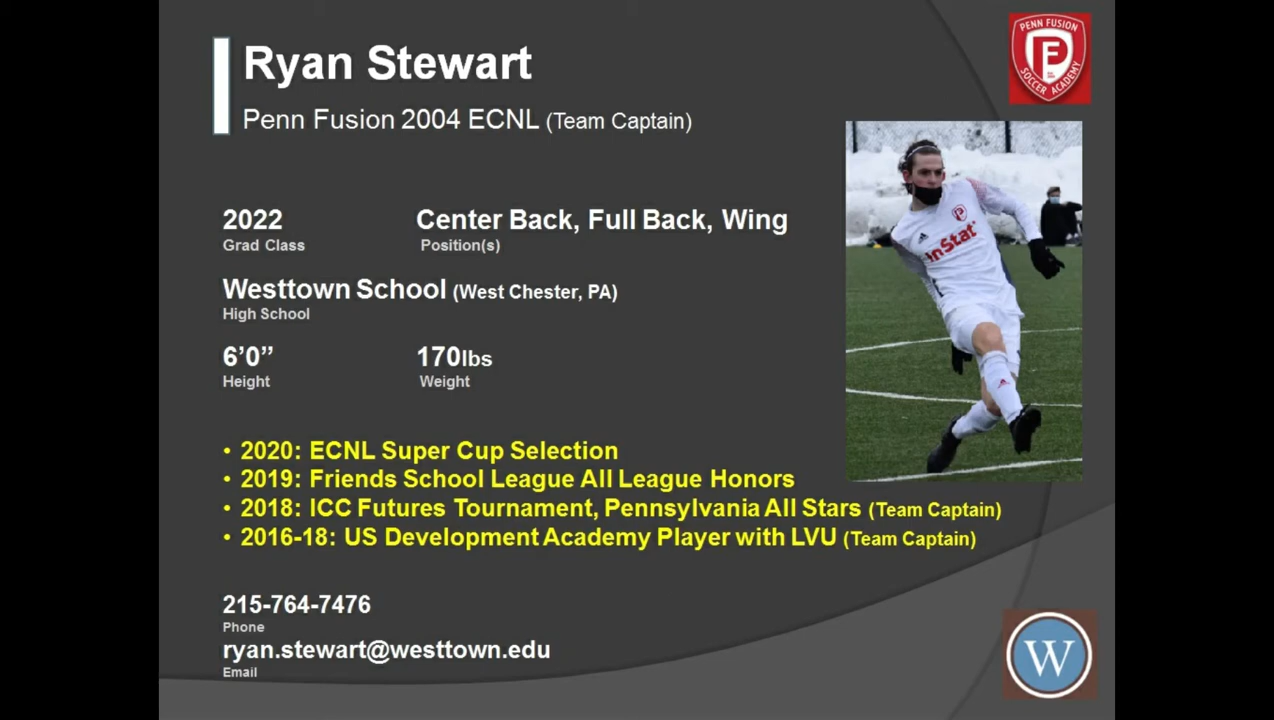 Ryan Stewart
Penn Fusion 2004 ECNL (Team Captain)
PENN FUSION
PF
SOCCER ACADEMY
2022
Grad Class
Center Back, Full Back, Wing
Position(s)
Westtown School (West Chester, PA)
High School
6’0”
Height
170lbs
Weight
InStat
• 2020: ECNL Super Cup Selection
• 2019: Friends School League All League Honors
• 2018: ICC Futures Tournament, Pennsylvania All Stars (Team Captain)
• 2016-18: US Development Academy Player with LVU (Team Captain)
215-764-7476
Phone
ryan.stewart@westtown.edu
Email
W